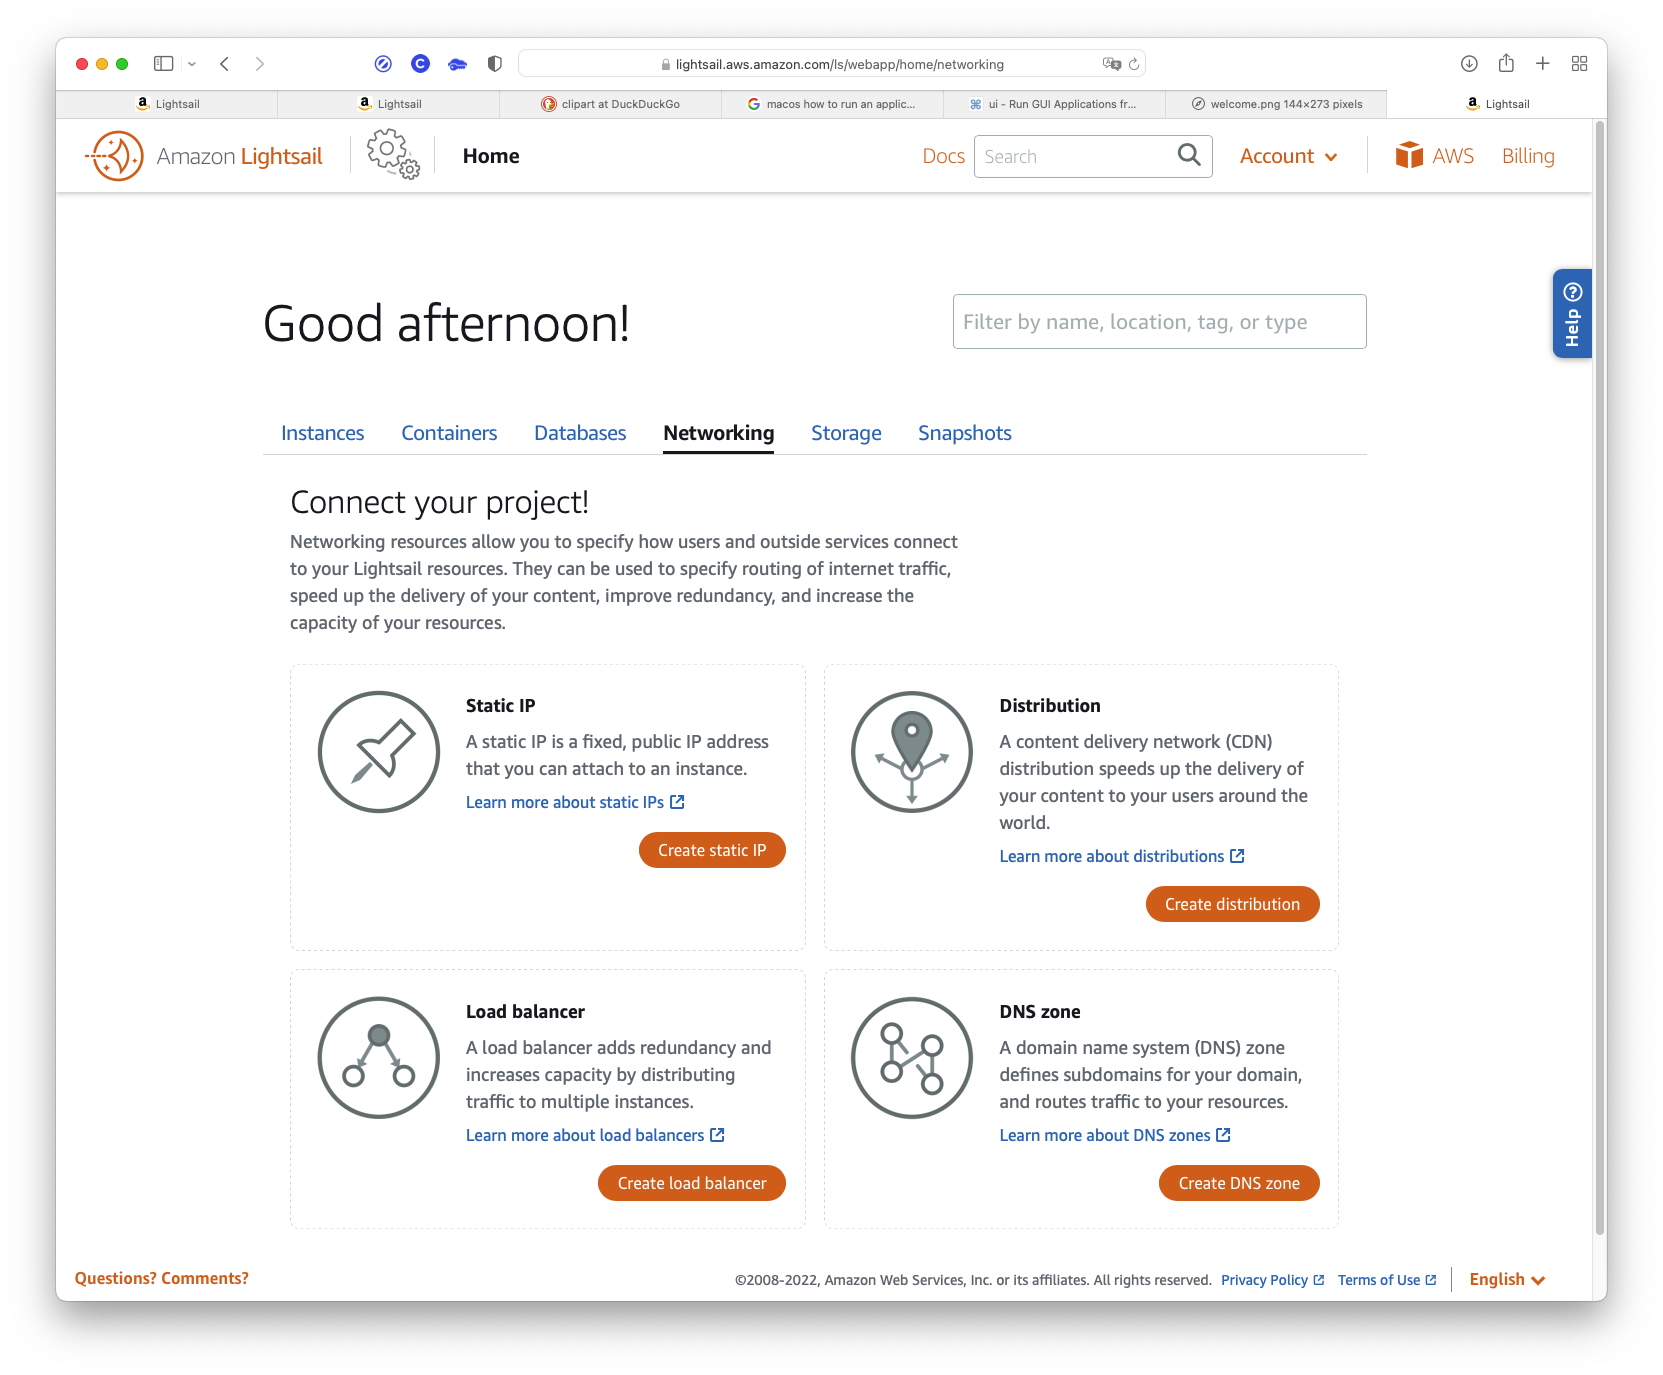 lightsail.aws.amazon.com/ls/webapp/home/networking
Lightsail
Lightsail
clipart at DuckDuckGo
macos how to run an applic...
ui - Run GUI Applications fr...
welcome.png 144×273 pixels
Lightsail
Amazon Lightsail
Home
Docs
Search
Account
AWS
Billing
Help
Good afternoon!
Filter by name, location, tag, or type
Instances
Containers
Databases
Networking
Storage
Snapshots
Connect your project!
Networking resources allow you to specify how users and outside services connect
to your Lightsail resources. They can be used to specify routing of internet traffic,
speed up the delivery of your content, improve redundancy, and increase the
capacity of your resources.
Static IP
A static IP is a fixed, public IP address
that you can attach to an instance.
Learn more about static IPs
Create static IP
Distribution
A content delivery network (CDN)
distribution speeds up the delivery of
your content to your users around the
world.
Learn more about distributions
Create distribution
Load balancer
A load balancer adds redundancy and
increases capacity by distributing
traffic to multiple instances.
Learn more about load balancers
Create load balancer
DNS zone
A domain name system (DNS) zone
defines subdomains for your domain,
and routes traffic to your resources.
Learn more about DNS zones
Create DNS zone
Questions? Comments?
©2008-2022, Amazon Web Services, Inc. or its affiliates. All rights reserved.
Privacy Policy
Terms of Use
English